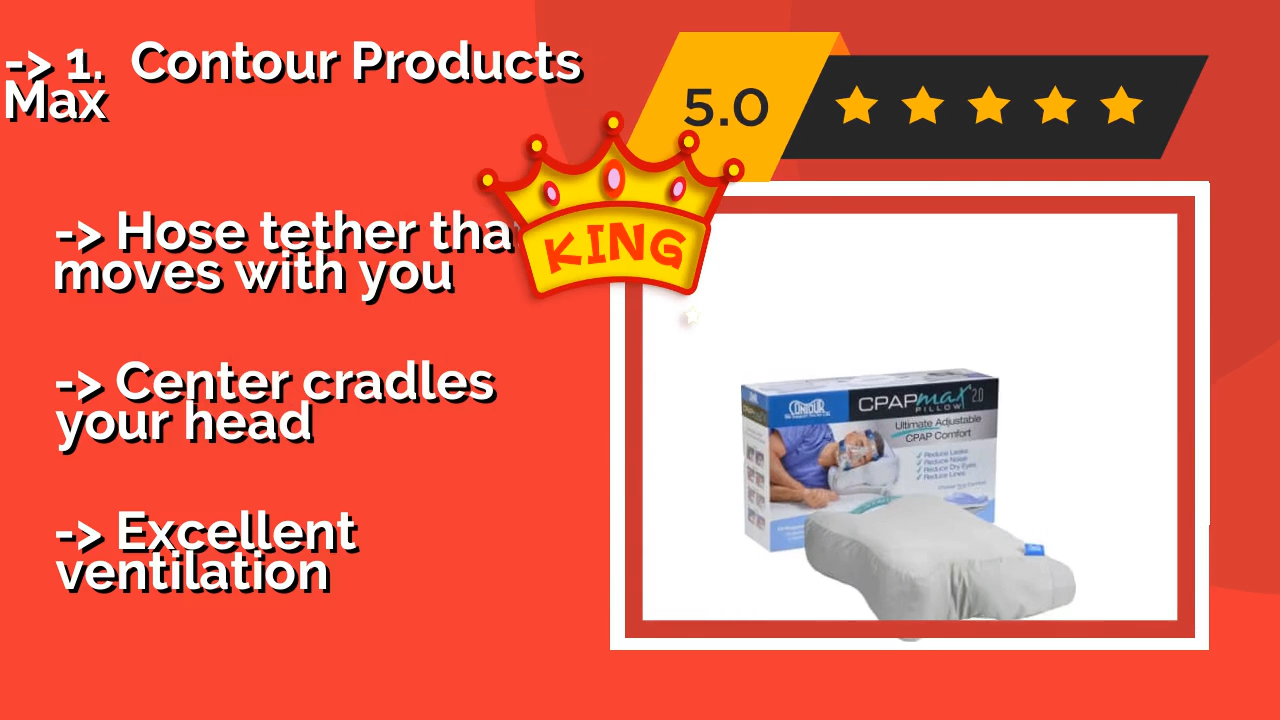 -> 1. Contour Products
Max
5.0
KING
-> Hose tether tha
moves with you
-> Center cradles
your head
-> Excellent
ventilation
CONTOUR
CPAPmax 2.0
PILLOW
Ultimate Adjustable
CPAP Comfort
✓ Reduce Leaks
✓ Reduce Noise
✓ Reduce Dry Eyes
✓ Reduce Lines